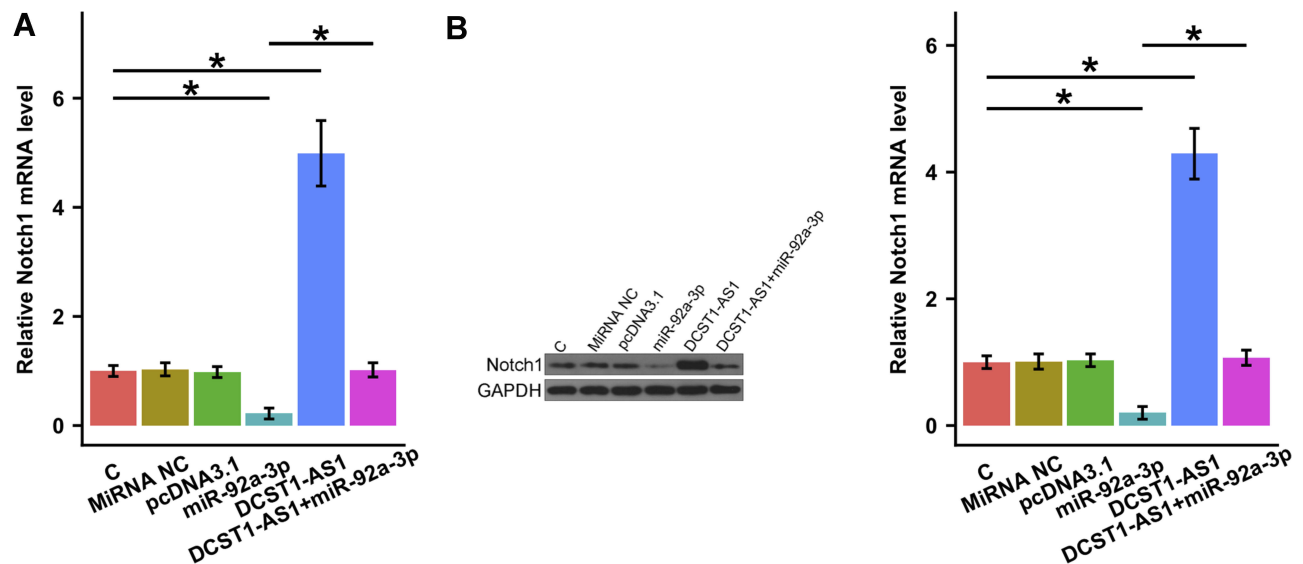 A
Relative Notch1 mRNA level
6
4
2
0
*
*
*
C
MiRNA NC
pcDNA3.1
miR-92a-3p
DCST1-AS1
DCST1-AS1+miR-92a-3p
B
C
MiRNA NC
pcDNA3.1
miR-92a-3p
DCST1-AS1
DCST1-AS1+miR-92a-3p
Notch1
GAPDH
Relative Notch1 mRNA level
6
4
2
0
*
*
*
C
MiRNA NC
pcDNA3.1
miR-92a-3p
DCST1-AS1
DCST1-AS1+miR-92a-3p